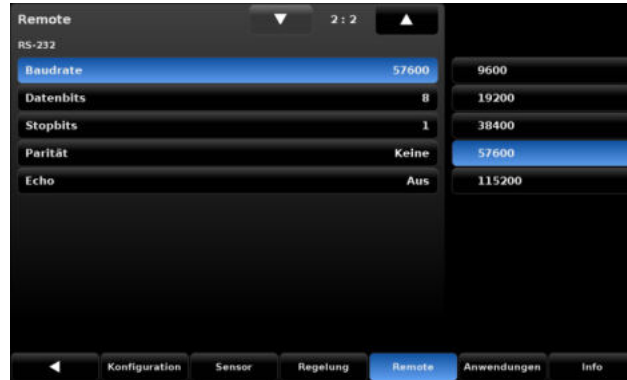 Remote 2:2
RS-232
Baudrate 57600
Datenbits 8
Stopbits 1
Parität Keine
Echo Aus
9600
19200
38400
57600
115200
Konfiguration Sensor Regelung Remote Anwendungen Info